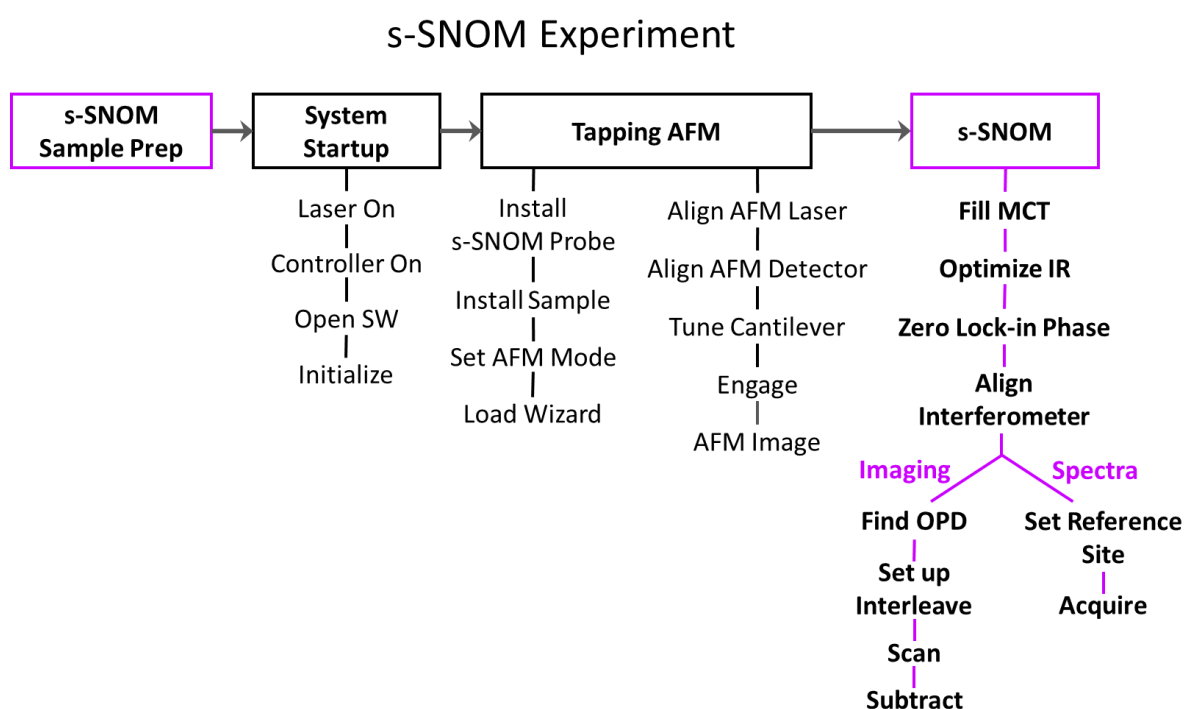 s-SNOM Experiment
s-SNOM
Sample Prep
System
Startup
Tapping AFM
s-SNOM
Laser On
Controller On
Open SW
Initialize
Install
s-SNOM Probe
Install Sample
Set AFM Mode
Load Wizard
Align AFM Laser
Align AFM Detector
Tune Cantilever
Engage
AFM Image
Fill MCT
Optimize IR
Zero Lock-in Phase
Align
Interferometer
Imaging
Find OPD
Set up
Interleave
Scan
Subtract
Spectra
Set Reference
Site
Acquire